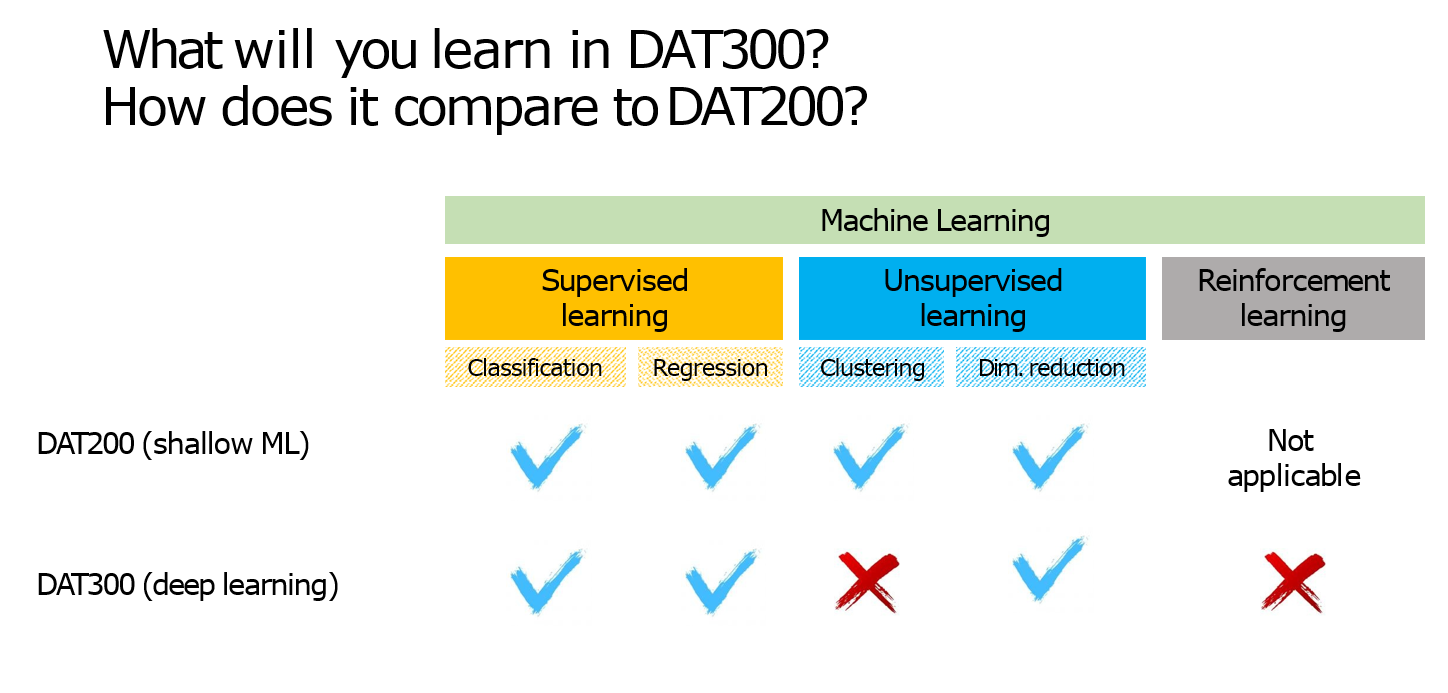 What will you learn in DAT300?
How does it compare to DAT200?
Machine Learning
Supervised
learning
Unsupervised
learning
Reinforcement
learning
Classification
Regression
Clustering
Dim. reduction
DAT200 (shallow ML)
Not
applicable
DAT300 (deep learning)